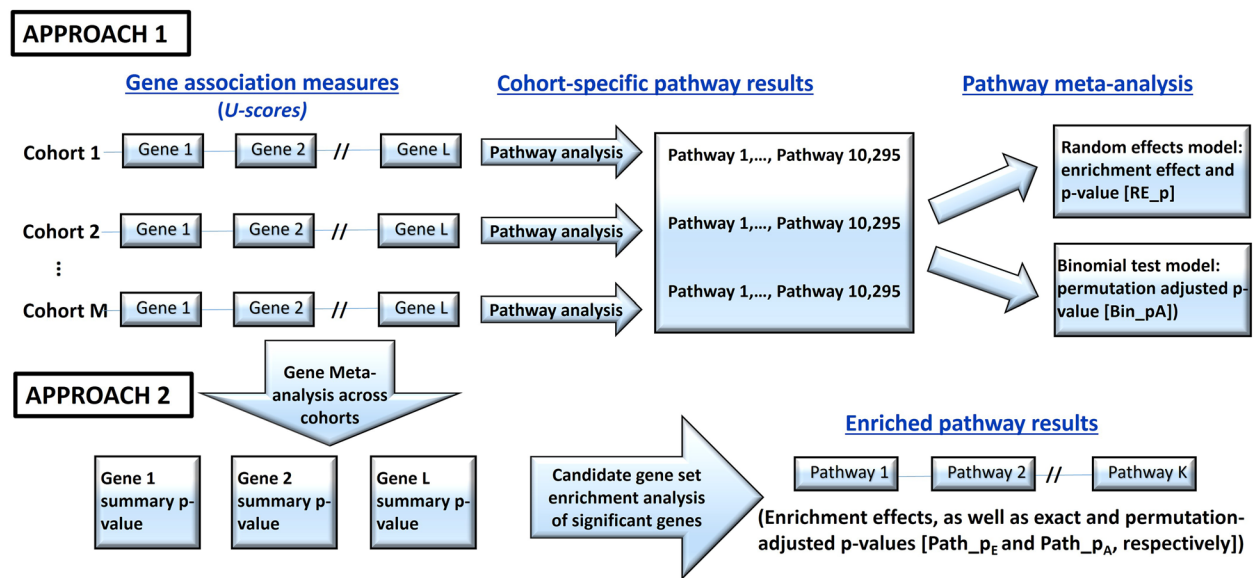 APPROACH 1
Gene association measures
(U-scores)
Cohort-specific pathway results
Pathway meta-analysis
Cohort 1
Gene 1
Gene 2
//
Gene L
Pathway analysis
Pathway 1,..., Pathway 10,295
Random effects model:
enrichment effect and
p-value [RE_p]
Cohort 2
Gene 1
Gene 2
//
Gene L
Pathway analysis
Pathway 1,..., Pathway 10,295
⋮
Cohort M
Gene 1
Gene 2
//
Gene L
Pathway analysis
Pathway 1,..., Pathway 10,295
Binomial test model:
permutation adjusted p-
value [Bin_pA])
APPROACH 2
Gene Meta-
analysis across
cohorts
Gene 1
summary p-
value
Gene 2
summary p-
value
Gene L
summary p-
value
Candidate gene set
enrichment analysis
of significant genes
Enriched pathway results
Pathway 1
Pathway 2
//
Pathway K
(Enrichment effects, as well as exact and permutation-
adjusted p-values [Path_pE and Path_pA, respectively])